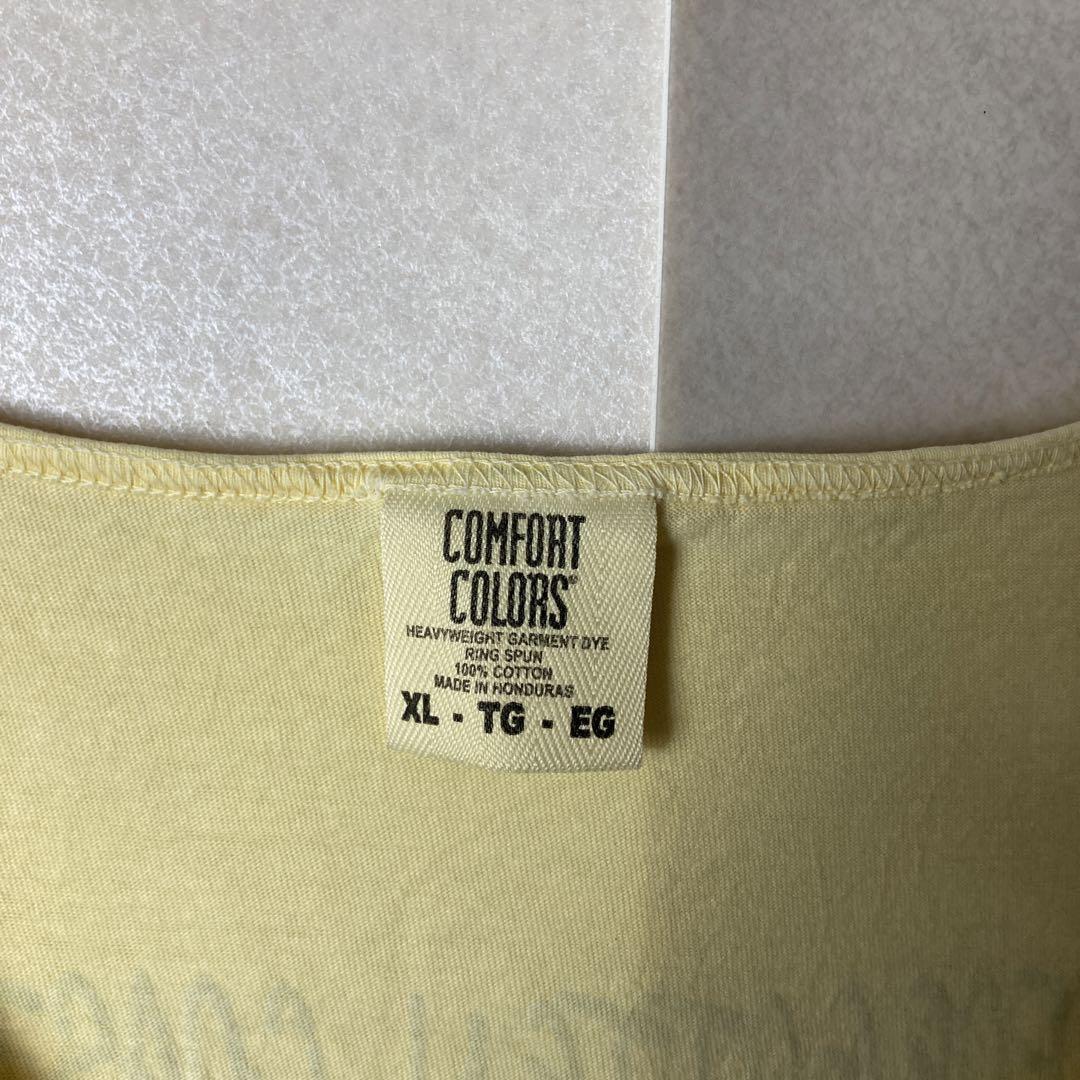 COMFORT
COLORS®
HEAVYWEIGHT GARMENT DYE
RING SPUN
100% COTTON
MADE IN HONDURAS
XL - TG - EG